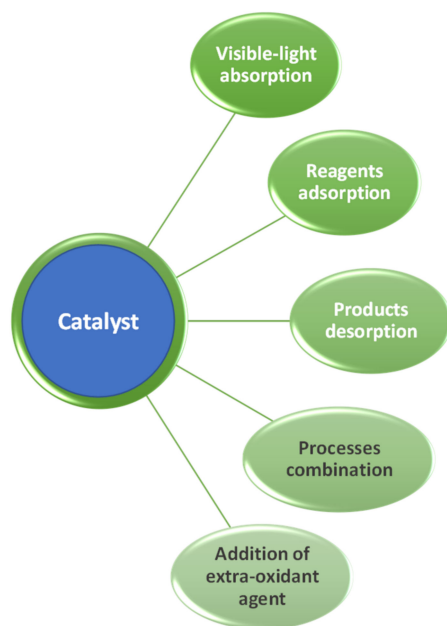 Visible-light
absorption
Reagents
adsorption
Catalyst
Products
desorption
Processes
combination
Addition of
extra-oxidant
agent